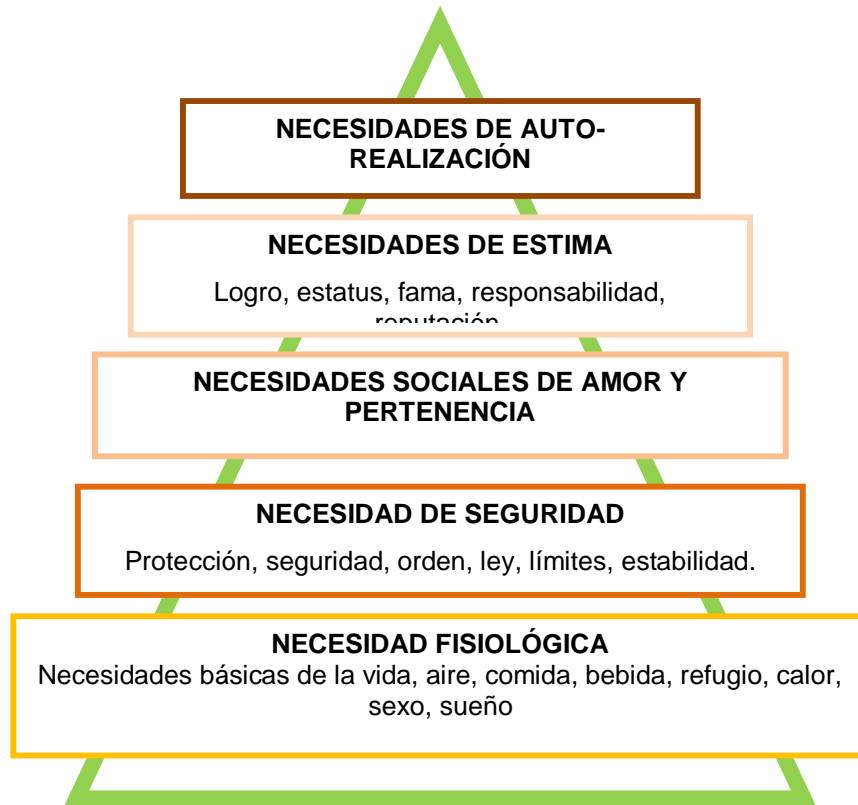 NECESIDADES DE AUTO-
REALIZACIÓN
NECESIDADES DE ESTIMA
Logro, estatus, fama, responsabilidad,
reputación
NECESIDADES SOCIALES DE AMOR Y
PERTENENCIA
NECESIDAD DE SEGURIDAD
Protección, seguridad, orden, ley, límites, estabilidad.
NECESIDAD FISIOLÓGICA
Necesidades básicas de la vida, aire, comida, bebida, refugio, calor,
sexo, sueño